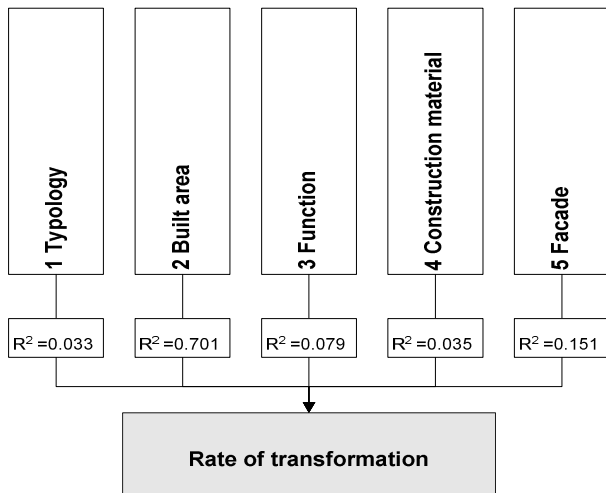 1 Typology
2 Built area
3 Function
4 Construction material
5 Facade
R² =0.033
R² =0.701
R² =0.079
R² =0.035
R² =0.151
Rate of transformation